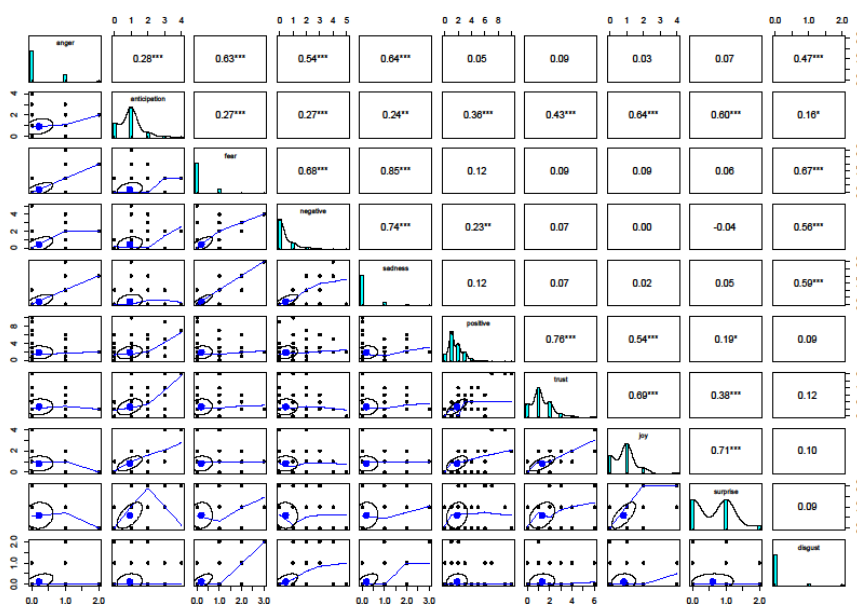 0 1 2 3 4 0 1 2 3 4 5 0 2 4 6 8 10 0 1 2 3 4 0.0 1.0 2.0
anger 0.28*** 0.63*** 0.54*** 0.64*** 0.05 0.09 0.03 0.07 0.47***
0 2 4 anticipation 0.27*** 0.27*** 0.24** 0.36*** 0.43*** 0.64*** 0.60*** 0.16*
fear 0.68*** 0.85*** 0.12 0.09 0.09 0.06 0.67***
0 2 4 negative 0.74*** 0.23** 0.07 0.00 -0.04 0.56***
sadness 0.12 0.07 0.02 0.05 0.59***
0 2 4 8 positive 0.76*** 0.54*** 0.19* 0.09
trust 0.69*** 0.38*** 0.12
0 2 4 joy 0.71*** 0.10
surprise 0.09
0.0 1.0 2.0 disgust
0.0 1.0 2.0 0.0 1.0 2.0 3.0 0.0 1.0 2.0 3.0 0 2 4 6 0.0 1.0 2.0